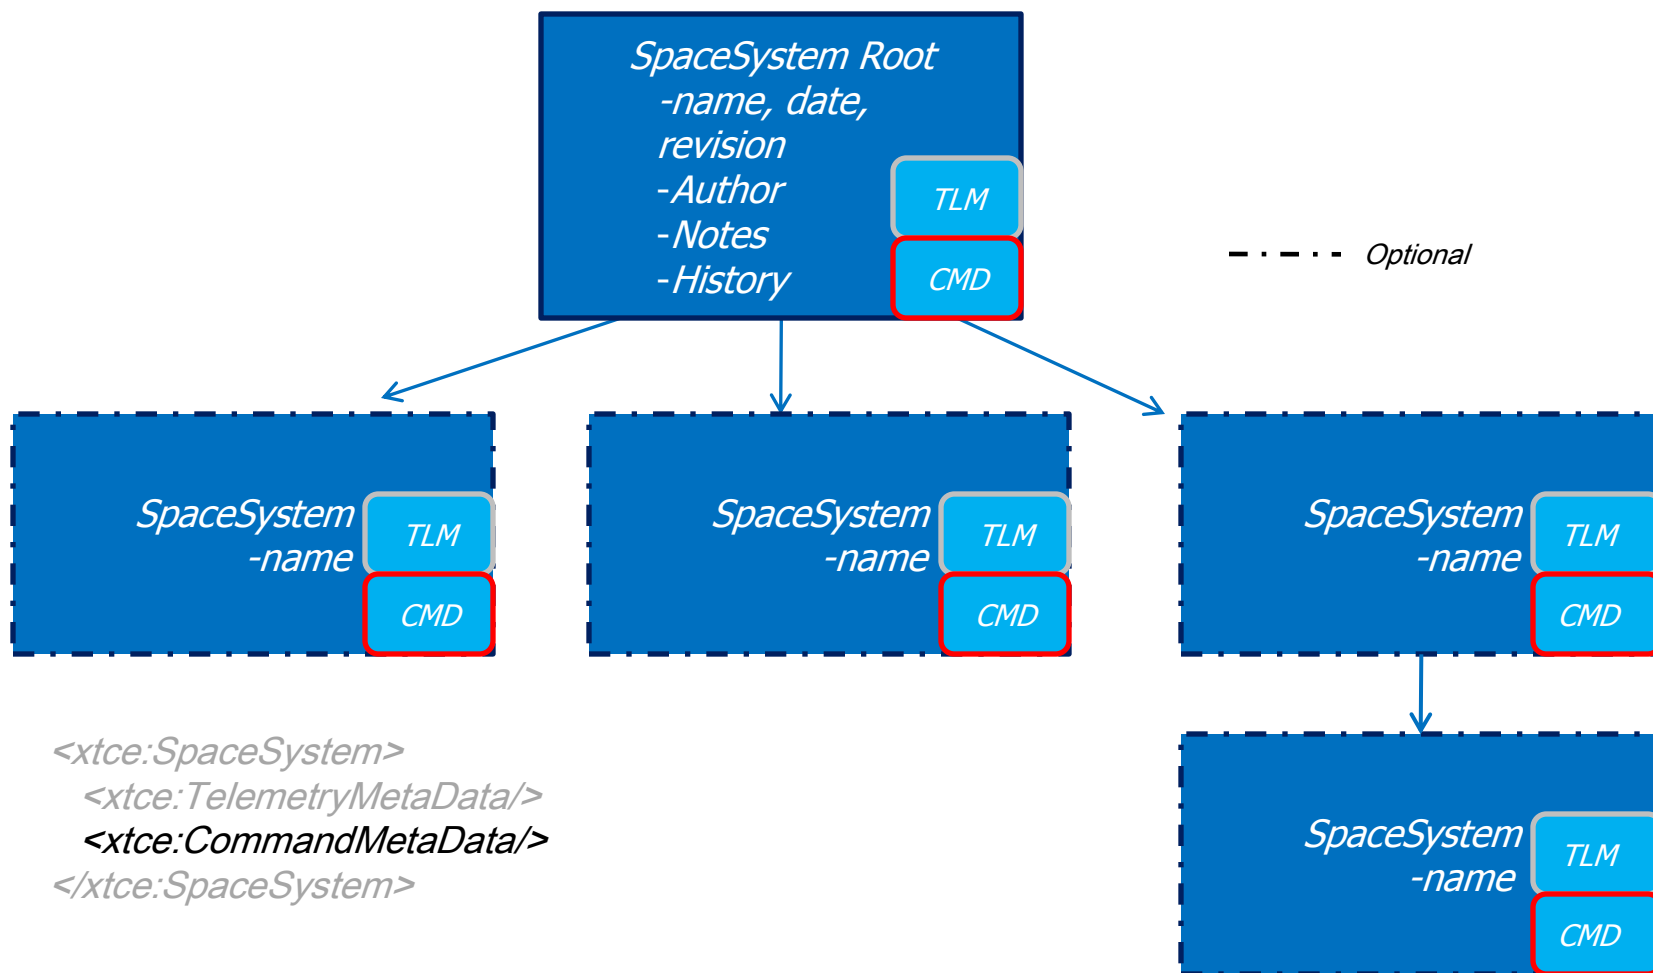 SpaceSystem Root
-name, date,
revision
-Author
-Notes
-History
TLM
CMD
Optional
SpaceSystem
-name
TLM
CMD
SpaceSystem
-name
TLM
CMD
SpaceSystem
-name
TLM
CMD
<xtce:SpaceSystem>
<xtce:TelemetryMetaData/>
<xtce:CommandMetaData/>
</xtce:SpaceSystem>
SpaceSystem
-name
TLM
CMD